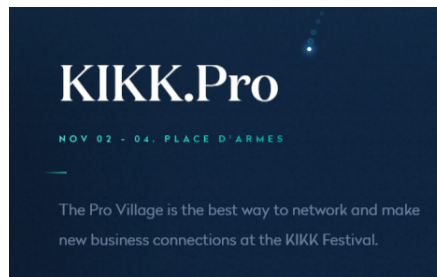 KIKK.Pro
NOV 02 - 04. PLACE D'ARMES
The Pro Village is the best way to network and make
new business connections at the KIKK Festival.